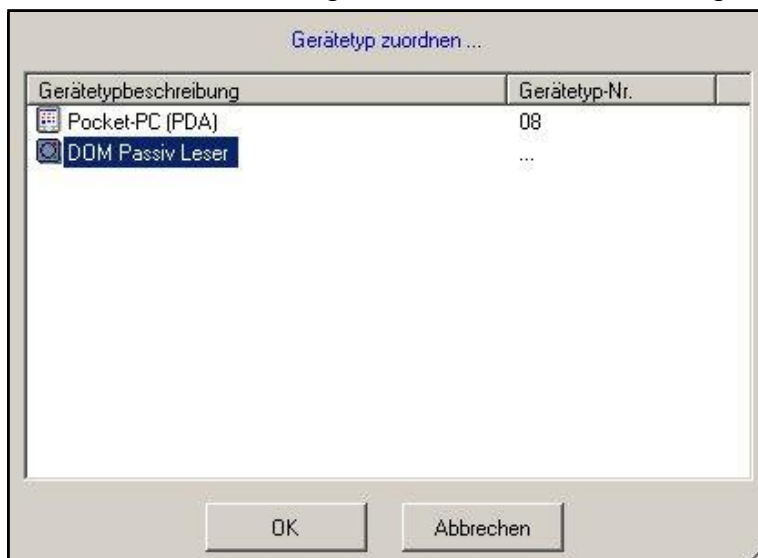 Gerätetyp zuordnen ...
Gerätetypbeschreibung Gerätetyp-Nr.
Pocket-PC (PDA) 08
DOM Passiv Leser ...
OK Abbrechen